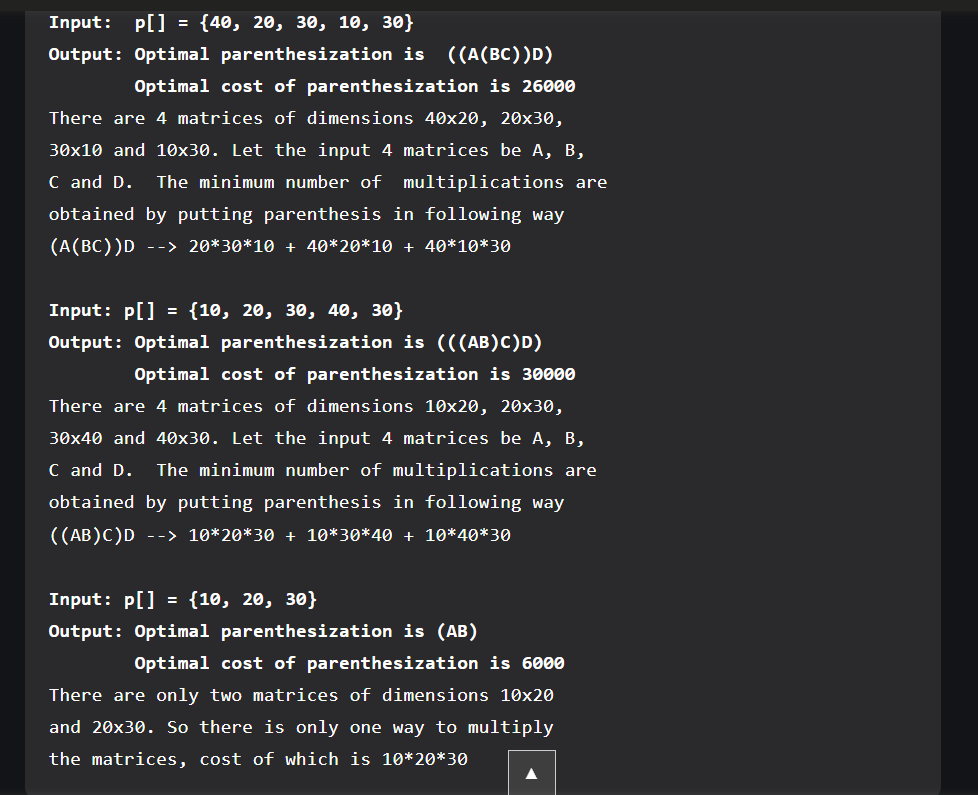 Input:  p[] = {40, 20, 30, 10, 30}
Output: Optimal parenthesization is  ((A(BC))D)
        Optimal cost of parenthesization is 26000
There are 4 matrices of dimensions 40x20, 20x30,
30x10 and 10x30. Let the input 4 matrices be A, B,
C and D.  The minimum number of  multiplications are
obtained by putting parenthesis in following way
(A(BC))D --> 20*30*10 + 40*20*10 + 40*10*30

Input: p[] = {10, 20, 30, 40, 30}
Output: Optimal parenthesization is (((AB)C)D)
        Optimal cost of parenthesization is 30000
There are 4 matrices of dimensions 10x20, 20x30,
30x40 and 40x30. Let the input 4 matrices be A, B,
C and D.  The minimum number of multiplications are
obtained by putting parenthesis in following way
((AB)C)D --> 10*20*30 + 10*30*40 + 10*40*30

Input: p[] = {10, 20, 30}
Output: Optimal parenthesization is (AB)
        Optimal cost of parenthesization is 6000
There are only two matrices of dimensions 10x20
and 20x30. So there is only one way to multiply
the matrices, cost of which is 10*20*30